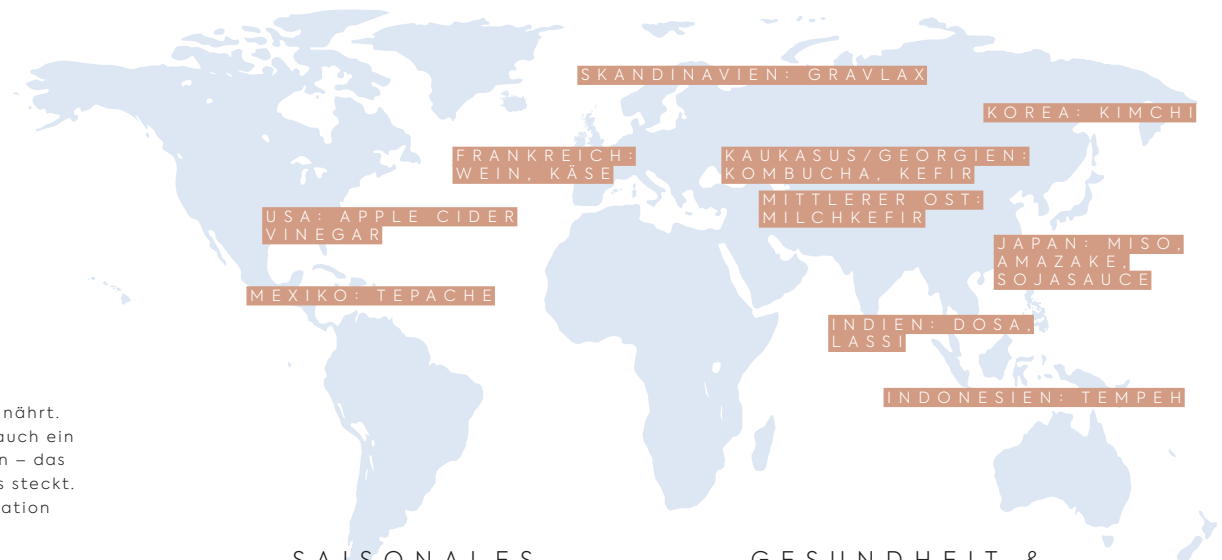 SKANDINAVIEN: GRAVLAX
KOREA: KIMCHI
FRANKREICH:
WEIN, KÄSE
KAUKASUS/GEORGIEN:
KOMBUCHA, KEFIR
MITTLERER OST:
MILCHKEFIR
USA: APPLE CIDER
VINEGAR
JAPAN: MISO,
AMAZAKE,
SOJASAUCE
MEXIKO: TEPACHE
INDIEN: DOSA,
LASSI
INDONESIEN: TEMPEH
nährt.
auch ein
n – das
s steckt.
ation
SAISONALES
GESUNDHEIT &